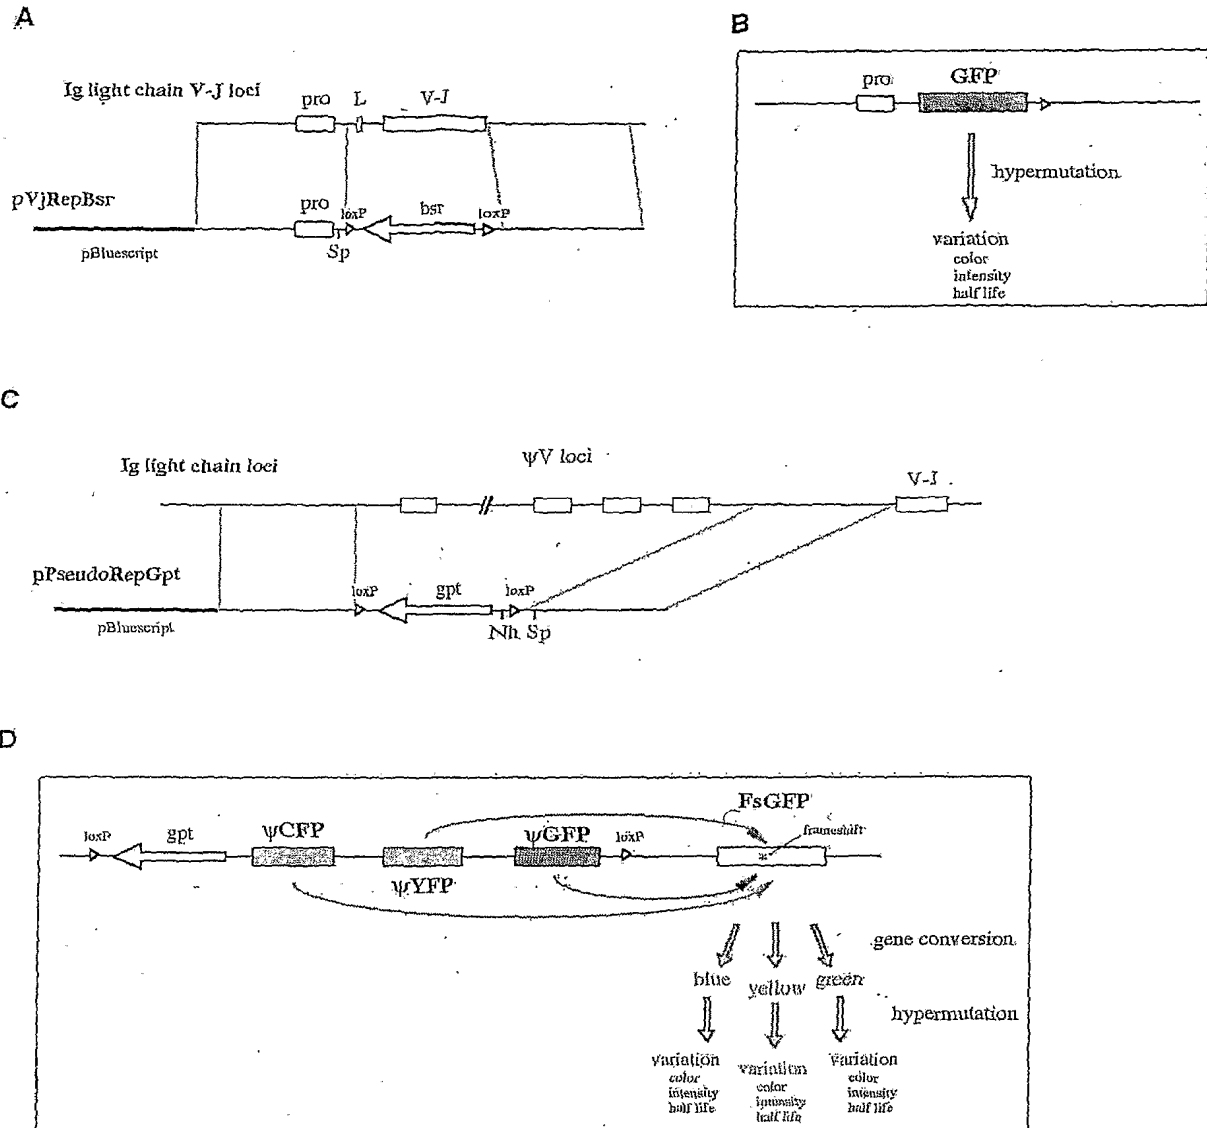 A
Ig light chain V-J loci
pro L V-J
pVjRepBsr
pro loxP bsr loxP
Sp
pBluescript
B
pro GFP
hypermutation
variation
color
intensity
half life
C
Ig light chain loci
ψV loci
V-J
pPseudoRepGpt
loxP gpt loxP
Nh Sp
pBluescript
D
loxP gpt ψCFP ψYFP ψGFP loxP
FsGFP
frameshift
*
gene conversion
blue yellow green
hypermutation
variation
color
intensity
half life
variation
color
intensity
half life
variation
color
intensity
half life